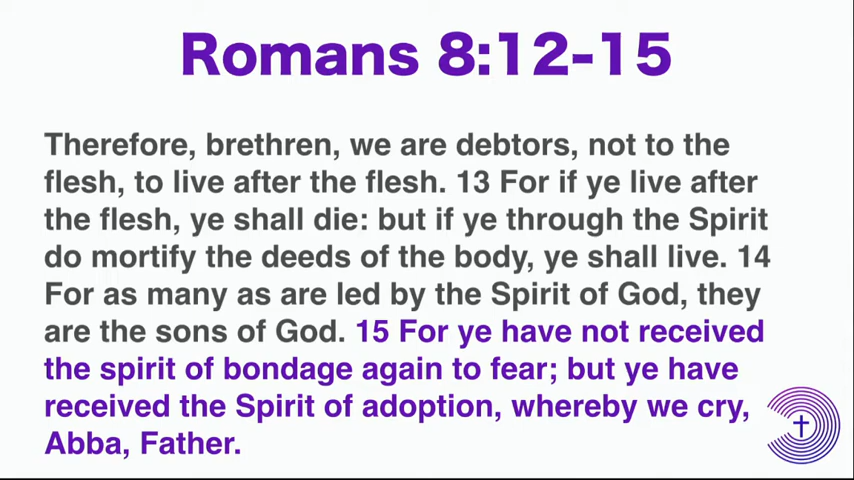 Romans 8:12-15
Therefore, brethren, we are debtors, not to the
flesh, to live after the flesh. 13 For if ye live after
the flesh, ye shall die: but if ye through the Spirit
do mortify the deeds of the body, ye shall live. 14
For as many as are led by the Spirit of God, they
are the sons of God. 15 For ye have not received
the spirit of bondage again to fear; but ye have
received the Spirit of adoption, whereby we cry,
Abba, Father.